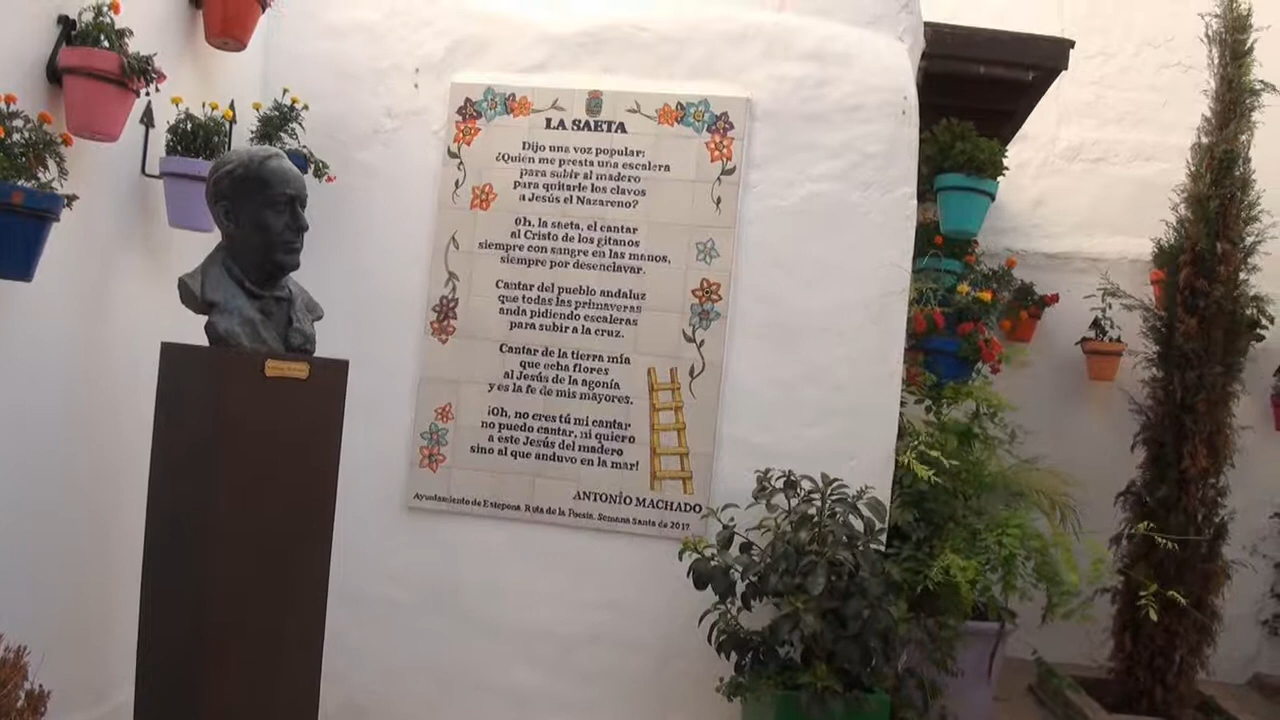 LA SAETA
Dijo una voz popular:
¿Quién me presta una escalera
para subir al madero
para quitarle los clavos
a Jesús el Nazareno?
Oh, la saeta, el cantar
al Cristo de los gitanos
siempre con sangre en las manos,
siempre por desenclavar.
Cantar del pueblo andaluz
que todas las primaveras
anda pidiendo escaleras
para subir a la cruz.
Cantar de la tierra mía
que echa flores
al Jesús de la agonía
y es la fe de mis mayores.
¡Oh, no eres tú mi cantar
no puedo cantar, ni quiero
a este Jesús del madero
sino al que anduvo en la mar!
ANTONIO MACHADO
Ayuntamiento de Estepona. Ruta de la Poesía. Semana Santa de 2017.